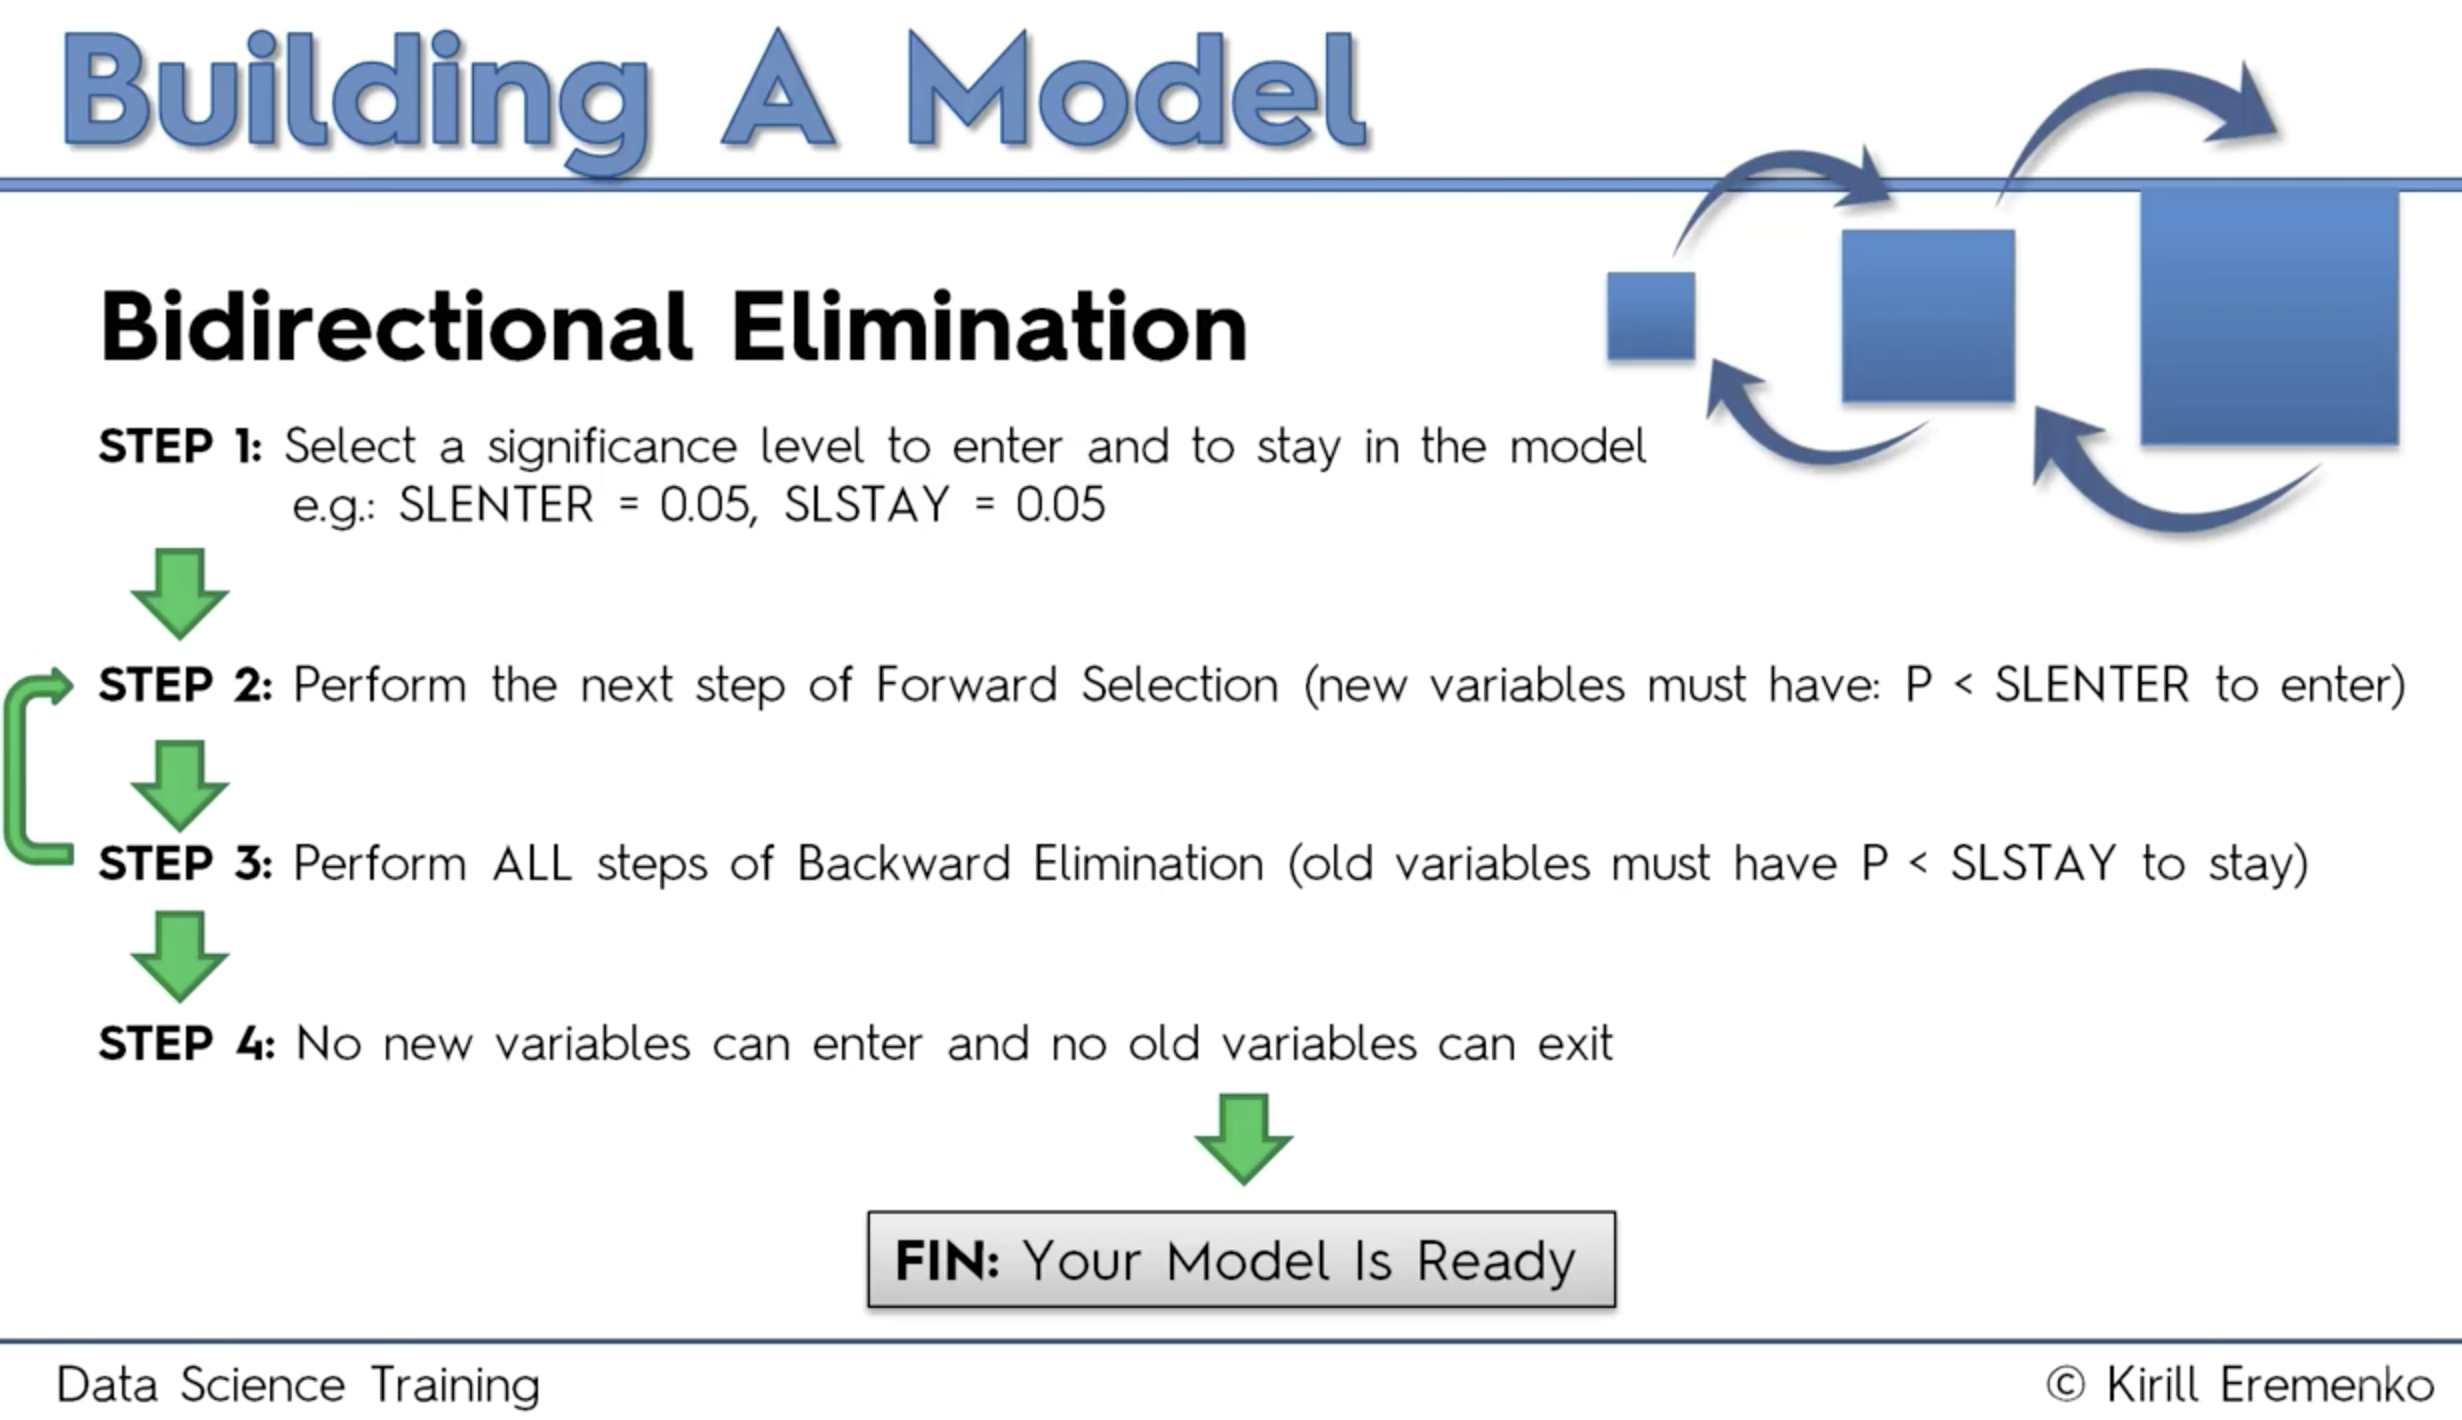 Building A Model
Bidirectional Elimination
STEP 1: Select a significance level to enter and to stay in the model
e.g.: SLENTER = 0.05, SLSTAY = 0.05
STEP 2: Perform the next step of Forward Selection (new variables must have: P < SLENTER to enter)
STEP 3: Perform ALL steps of Backward Elimination (old variables must have P < SLSTAY to stay)
STEP 4: No new variables can enter and no old variables can exit
FIN: Your Model Is Ready
Data Science Training
© Kirill Eremenko